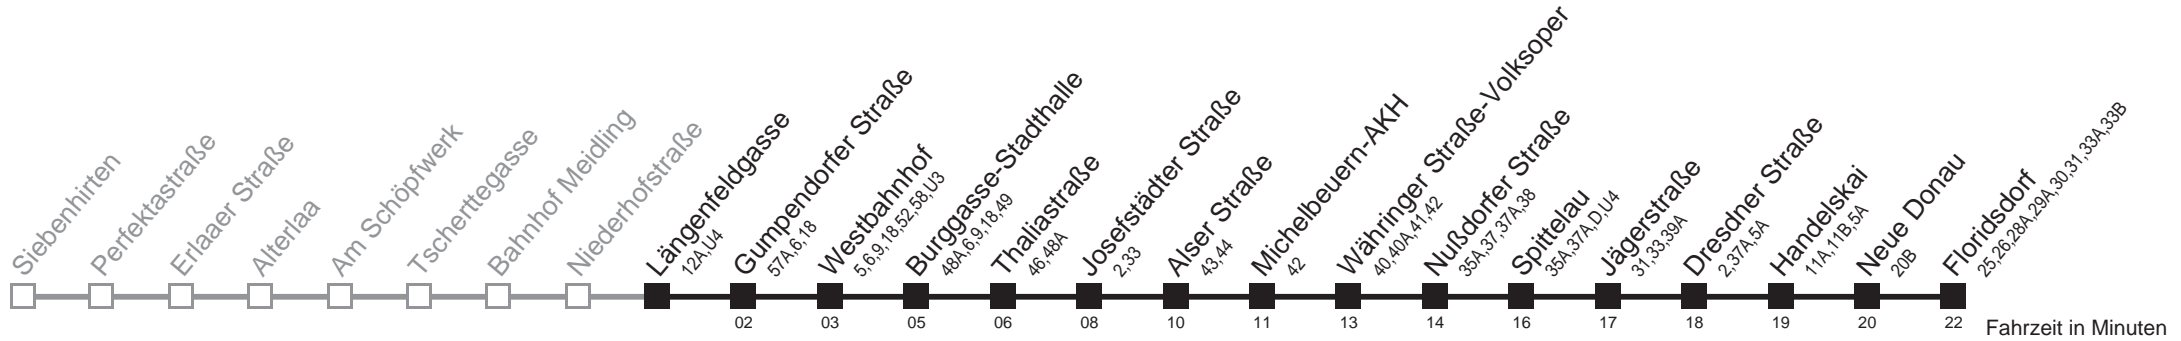 Siebenhirten
Perfektastraße
Erlaaer Straße
Alterlaa
Am Schöpfwerk
Tscherttegasse
Bahnhof Meidling
Niederhofstraße
Längenfeldgasse
12A,U4
Gumpendorfer Straße
57A,6,18
Westbahnhof
5,6,9,18,52,58,U3
Burggasse-Stadthalle
48A,6,9,18,49
Thaliastraße
46,48A
Josefstädter Straße
2,33
Alser Straße
43,44
Michelbeuern-AKH
42
Währinger Straße-Volksoper
40,40A,41,42
Nußdorfer Straße
35A,37,37A,38
Spittelau
35A,37A,D,U4
Jägerstraße
31,33,39A
Dresdner Straße
2,37A,5A
Handelskai
11A,11B,5A
Neue Donau
20B
Floridsdorf
25,26,28A,29A,30,31,33A,33B
02 03 05 06 08 10 11 13 14 16 17 18 19 20 22 Fahrzeit in Minuten